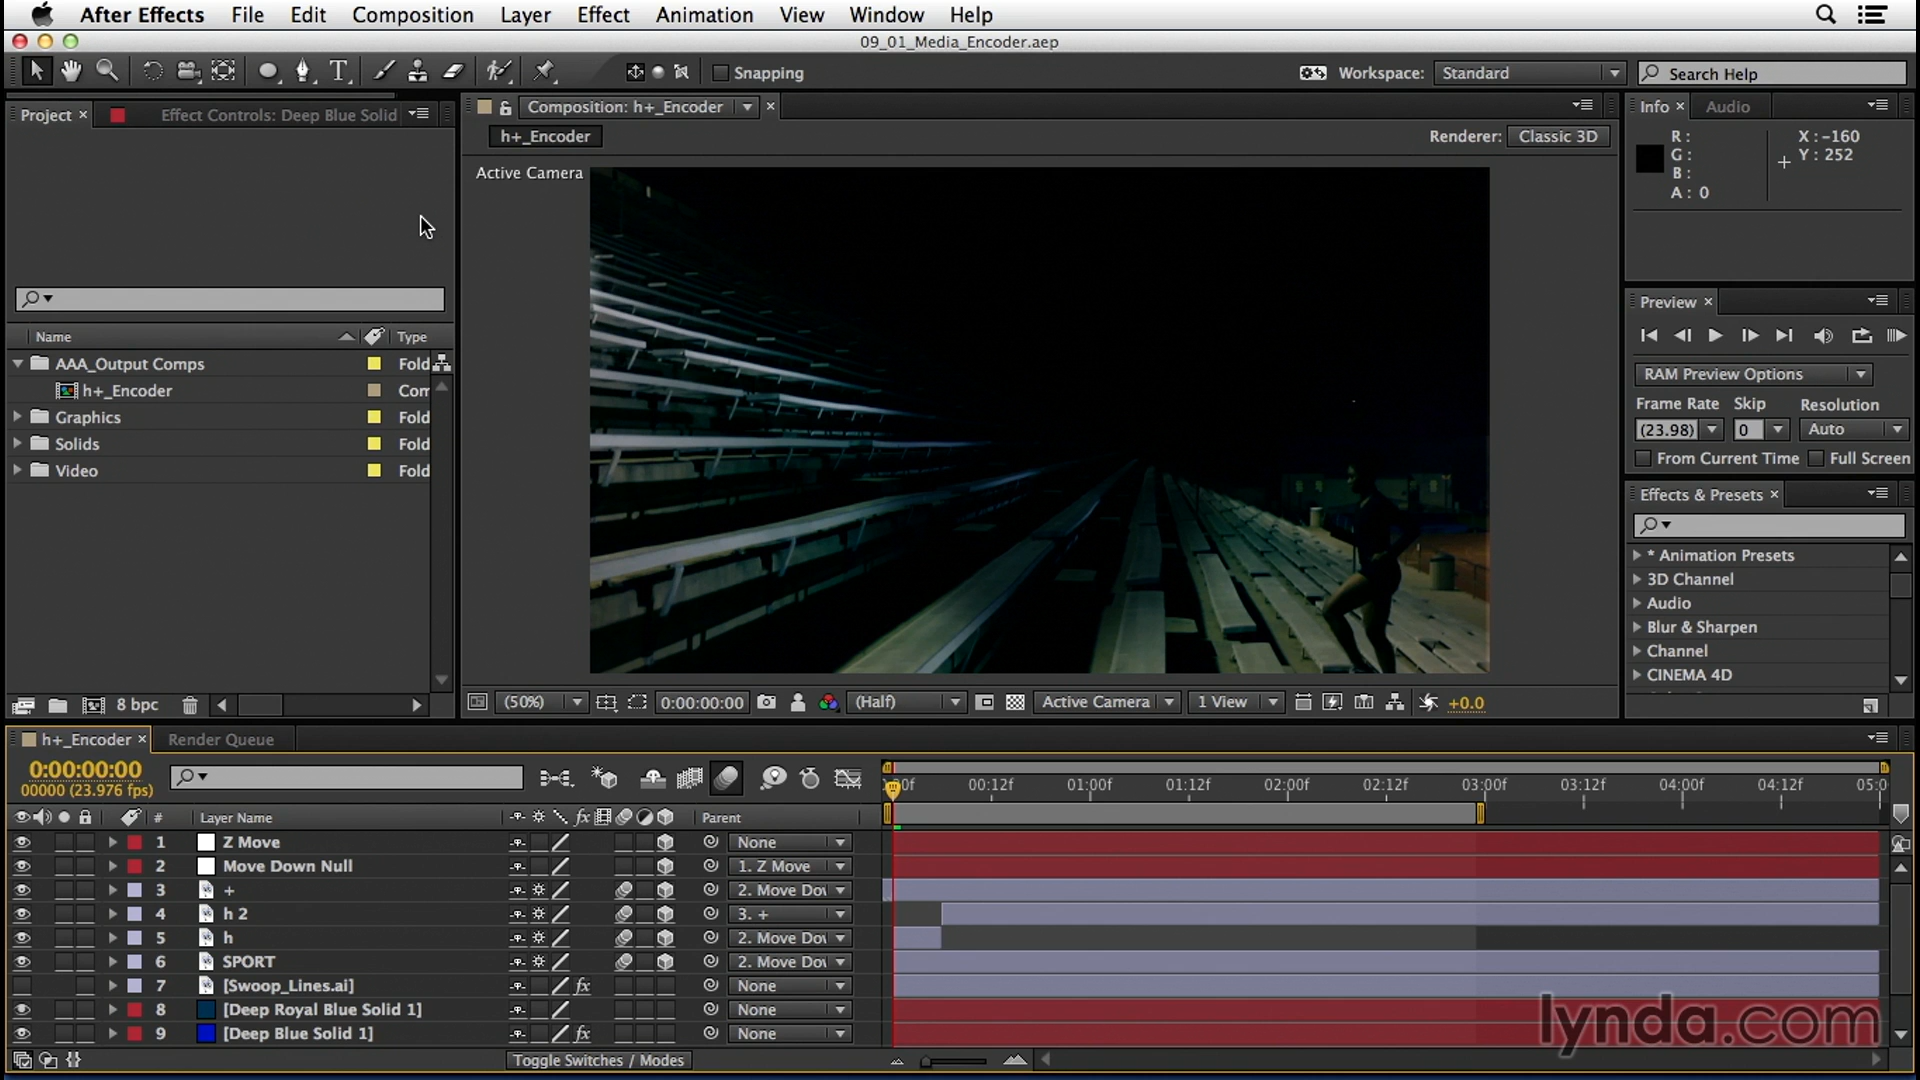 After Effects File Edit Composition Layer Effect Animation View Window Help
09_01_Media_Encoder.aep
T Snapping Workspace: Standard Search Help
Project × Effect Controls: Deep Blue Solid
Composition: h+_Encoder ×
Info × Audio
h+_Encoder
Renderer: Classic 3D
R :
G :
B :
A : 0
X : -160
Y : 252
Active Camera
Preview ×
Name Type
AAA_Output Comps Fold
h+_Encoder Com
Graphics Fold
Solids Fold
Video Fold
RAM Preview Options
Frame Rate Skip Resolution
(23.98) 0 Auto
From Current Time Full Screen
Effects & Presets ×
* Animation Presets
3D Channel
Audio
Blur & Sharpen
Channel
CINEMA 4D
8 bpc
(50%) 0:00:00:00 (Half) Active Camera 1 View +0.0
h+_Encoder × Render Queue
0:00:00:00
00000 (23.976 fps)
00:12f 01:00f 01:12f 02:00f 02:12f 03:00f 03:12f 04:00f 04:12f 05:0
# Layer Name fx Parent
1 Z Move None
2 Move Down Null 1. Z Move
3 + 2. Move Dow
4 h 2 3. +
5 h 2. Move Dow
6 SPORT 2. Move Dow
7 [Swoop_Lines.ai] fx None
8 [Deep Royal Blue Solid 1] None
9 [Deep Blue Solid 1] fx None
Toggle Switches / Modes
lynda.com